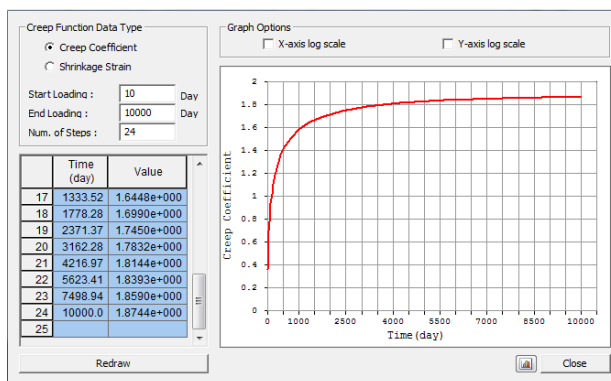 Creep Function Data Type
Creep Coefficient
Shrinkage Strain
Start Loading : 10 Day
End Loading : 10000 Day
Num. of Steps : 24
Time (day) Value
17 1333.52 1.6448e+000
18 1778.28 1.6990e+000
19 2371.37 1.7450e+000
20 3162.28 1.7832e+000
21 4216.97 1.8144e+000
22 5623.41 1.8393e+000
23 7498.94 1.8590e+000
24 10000.0 1.8744e+000
25
Redraw
Graph Options
X-axis log scale Y-axis log scale
2
1.8
1.6
1.4
1.2
1
0.8
0.6
0.4
0.2
0
Creep Coefficient
0 1000 2500 4000 5500 7000 8500 10000
Time(day)
Close